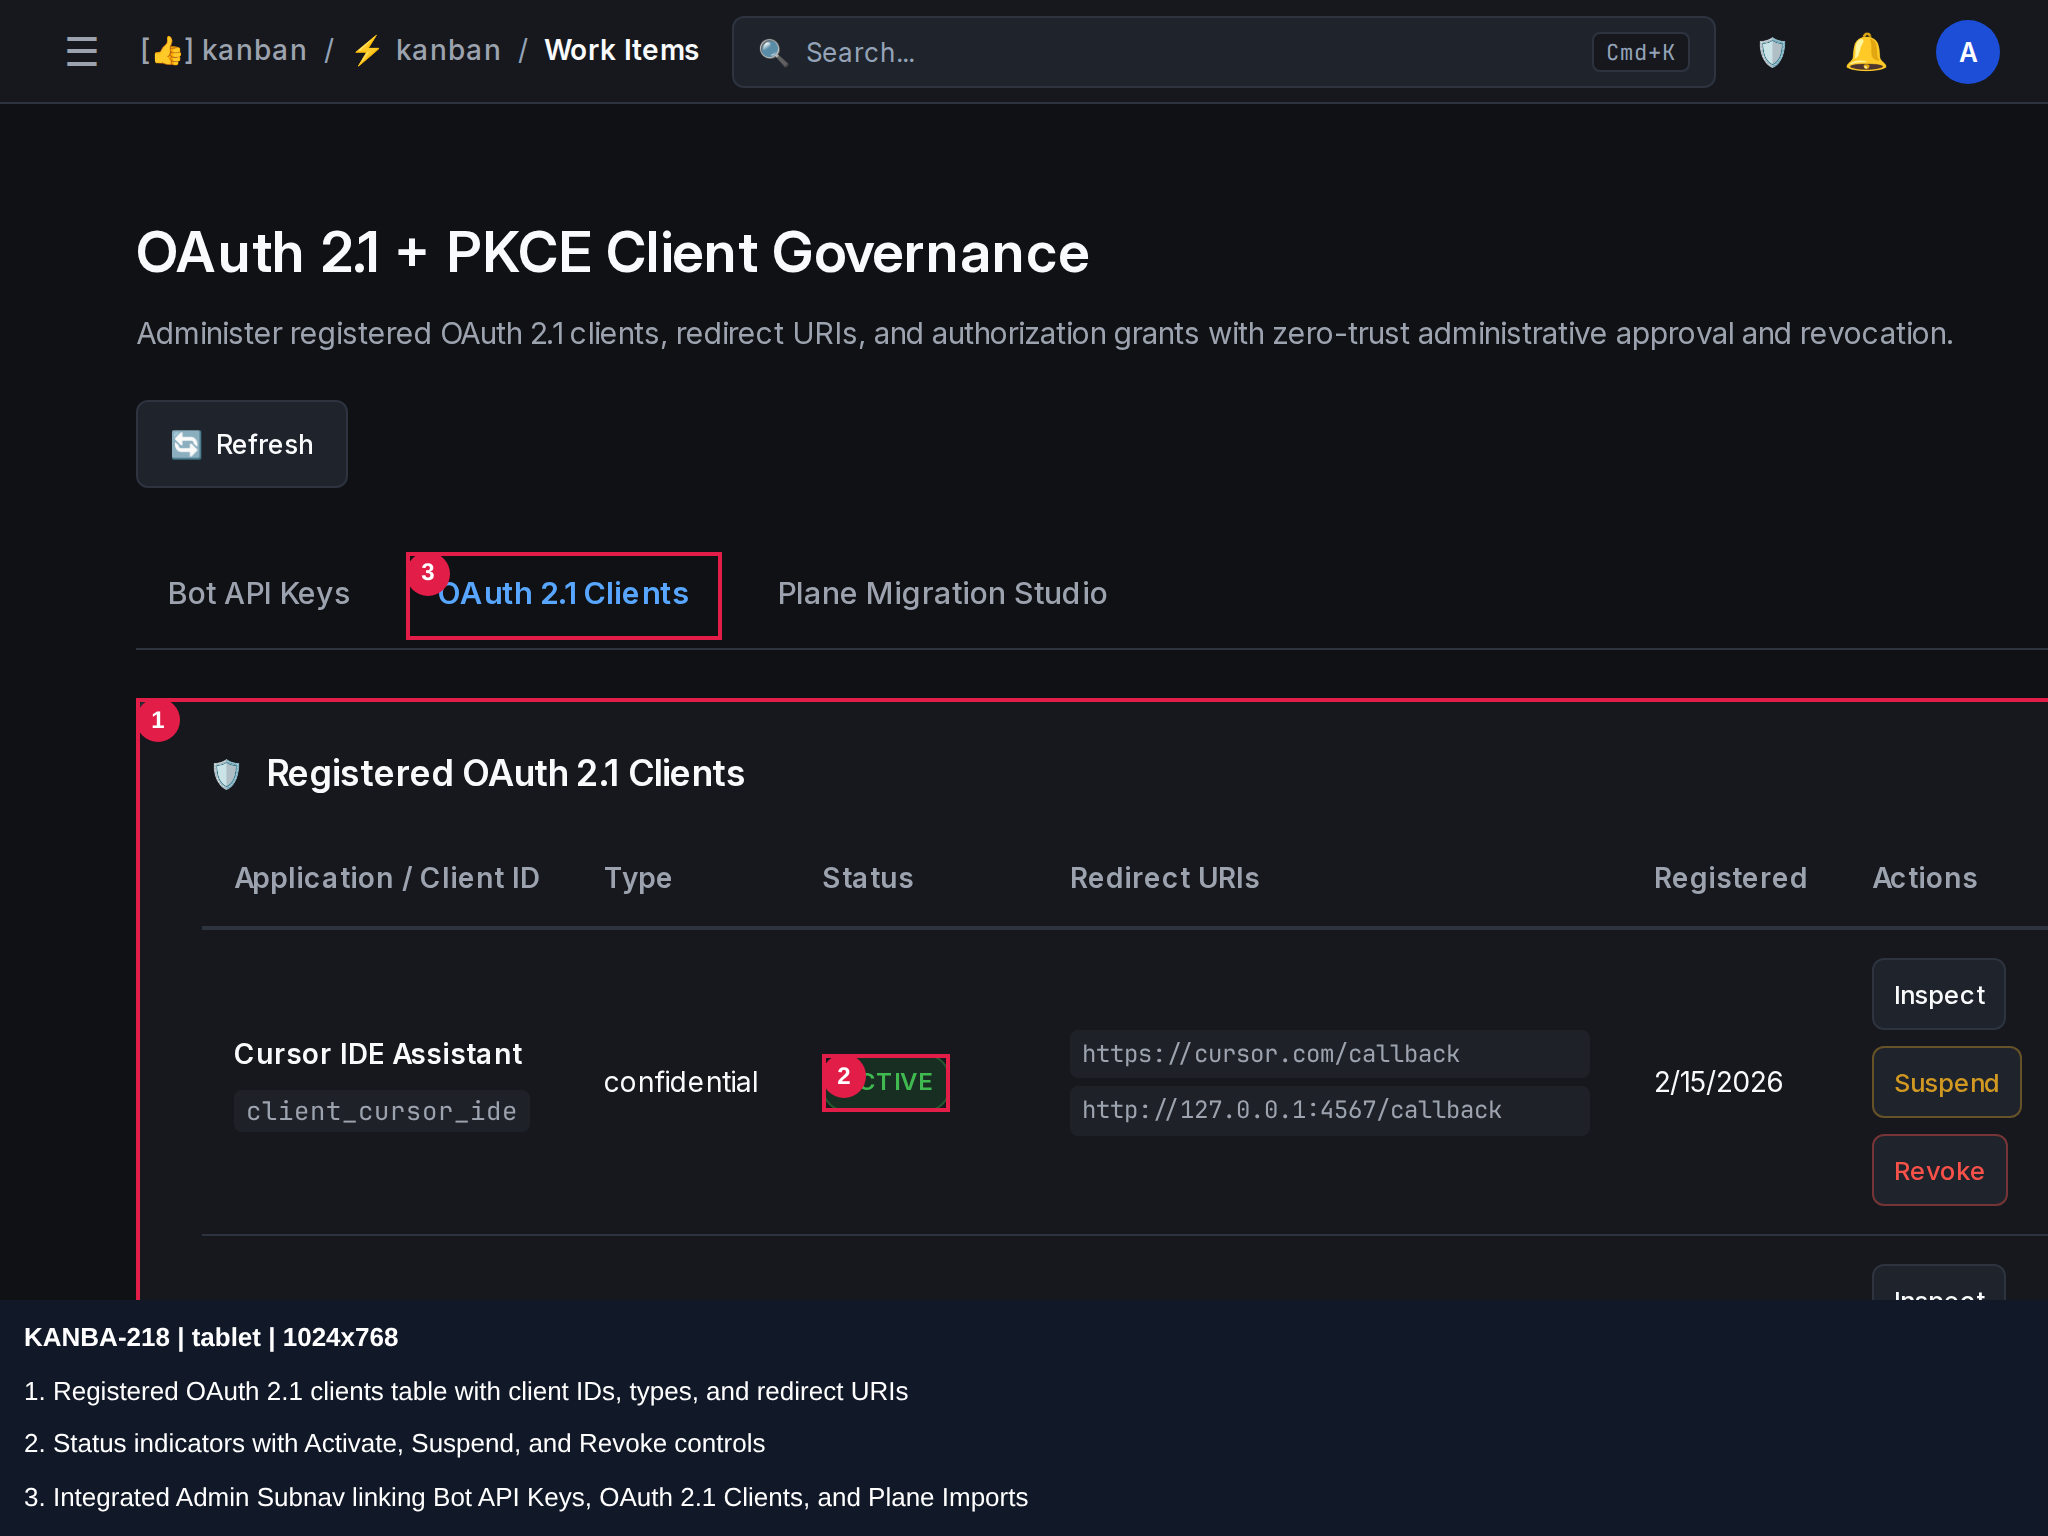 [👍] kanban / ⚡ kanban / Work Items
Search...
Cmd+K
A
OAuth 2.1 + PKCE Client Governance
Administer registered OAuth 2.1 clients, redirect URIs, and authorization grants with zero-trust administrative approval and revocation.
Refresh
Bot API Keys
3
OAuth 2.1 Clients
Plane Migration Studio
1
Registered OAuth 2.1 Clients
Application / Client ID
Type
Status
Redirect URIs
Registered
Actions
Cursor IDE Assistant
client_cursor_ide
confidential
2
CTIVE
https://cursor.com/callback
http://127.0.0.1:4567/callback
2/15/2026
Inspect
Suspend
Revoke
Inspect
KANBA-218 | tablet | 1024x768
1. Registered OAuth 2.1 clients table with client IDs, types, and redirect URIs
2. Status indicators with Activate, Suspend, and Revoke controls
3. Integrated Admin Subnav linking Bot API Keys, OAuth 2.1 Clients, and Plane Imports